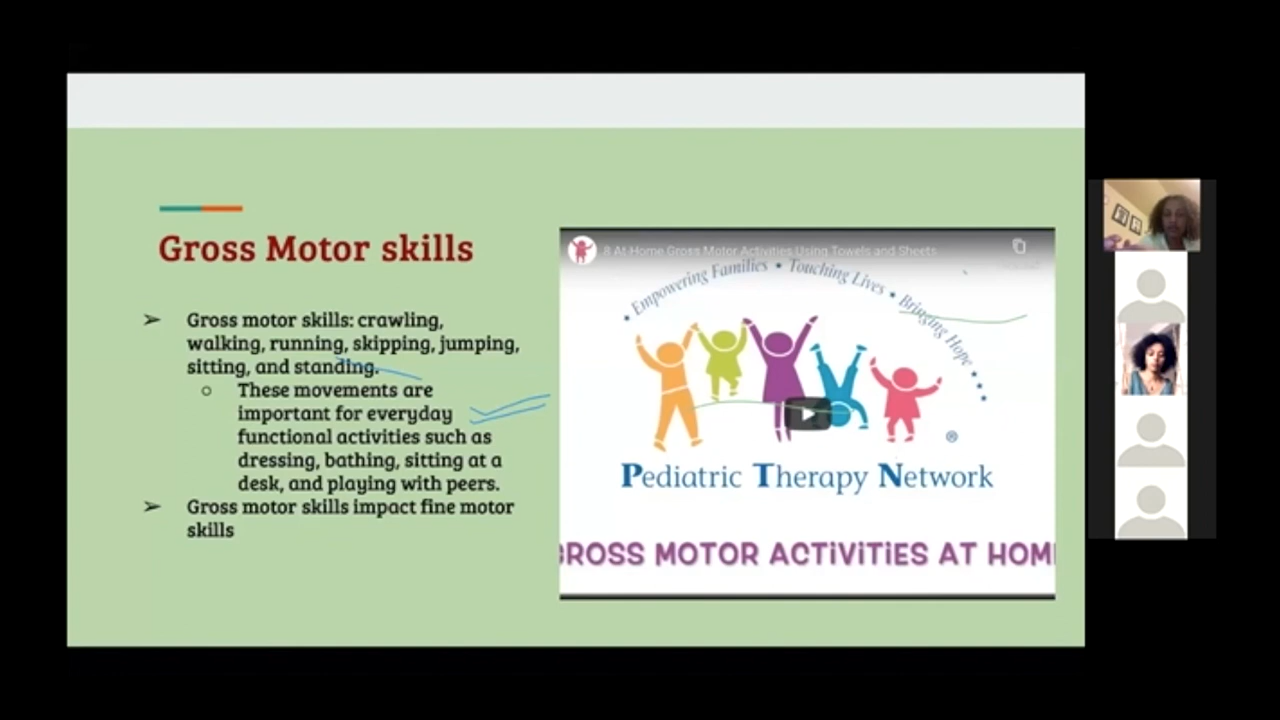 Gross Motor skills
➢ Gross motor skills: crawling,
walking, running, skipping, jumping,
sitting, and standing.
○ These movements are
important for everyday
functional activities such as
dressing, bathing, sitting at a
desk, and playing with peers.
➢ Gross motor skills impact fine motor
skills
8 At-Home Gross Motor Activities Using Towels and Sheets
• Empowering Families • Touching Lives • Bringing Hope • • •
Pediatric Therapy Network
®
GROSS MOTOR ACTiViTiES AT HOM